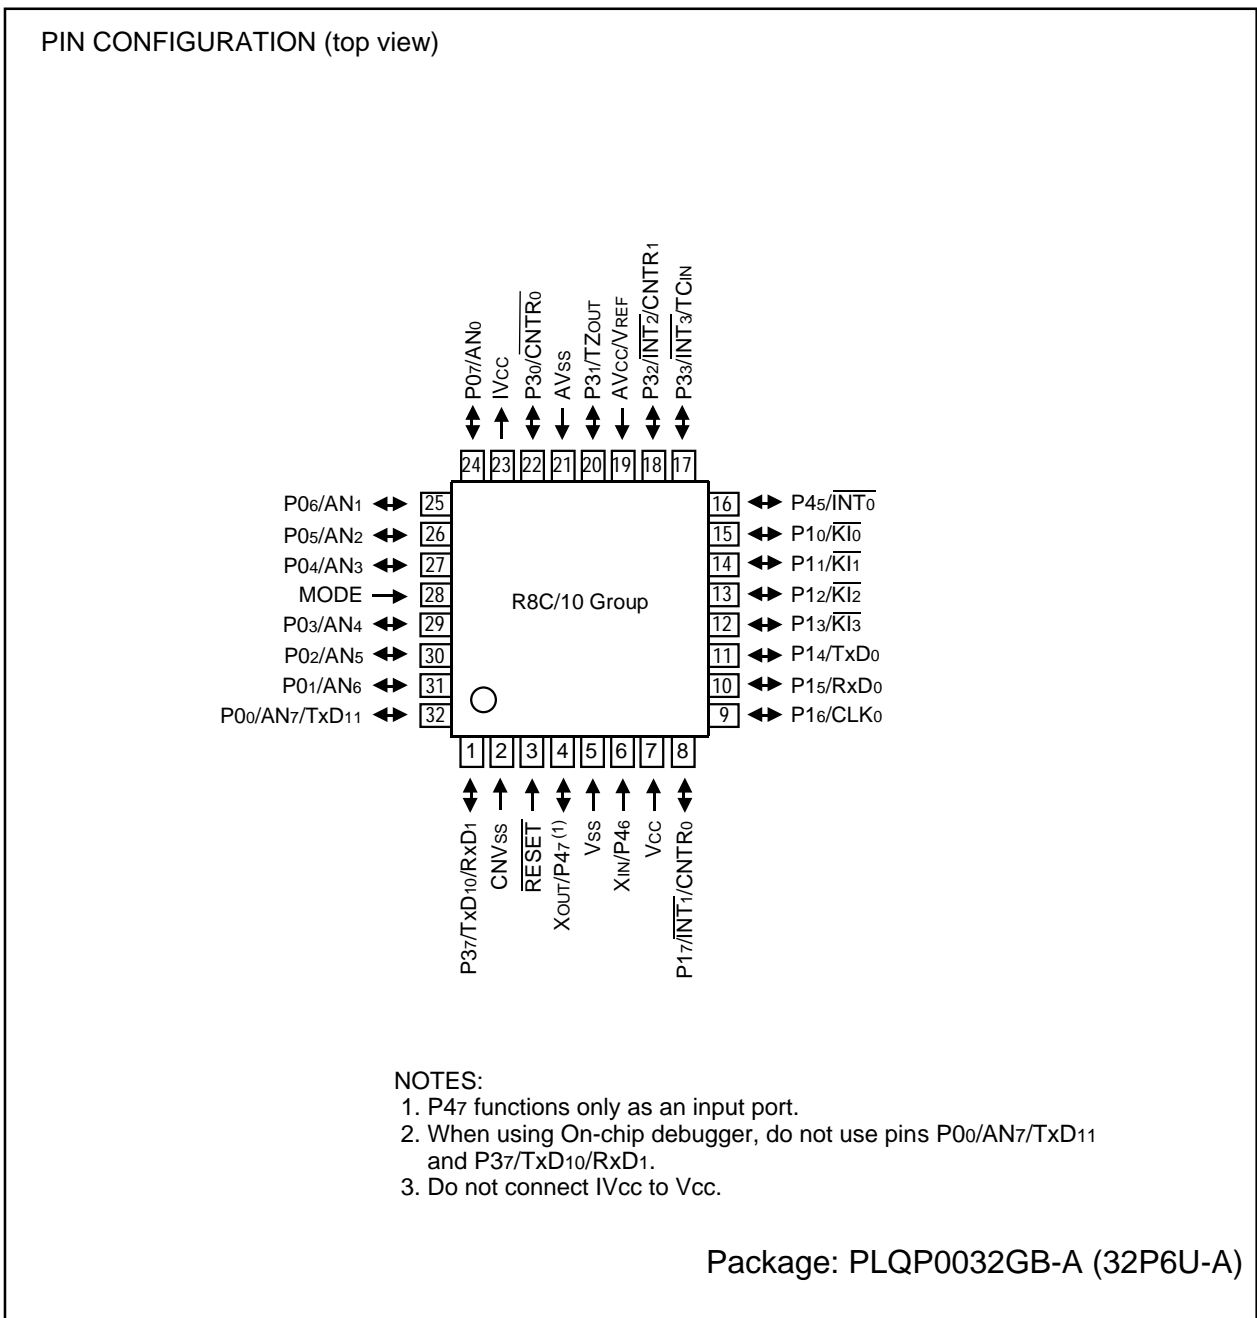 PIN CONFIGURATION (top view)
P07/AN0
IVcc
P30/CNTR0
AVss
P31/TZOUT
AVcc/VREF
P32/INT2/CNTR1
P33/INT3/TCIN
24 23 22 21 20 19 18 17
P06/AN1 25
P05/AN2 26
P04/AN3 27
MODE 28
P03/AN4 29
P02/AN5 30
P01/AN6 31
P00/AN7/TxD11 32
R8C/10 Group
16 P45/INT0
15 P10/KI0
14 P11/KI1
13 P12/KI2
12 P13/KI3
11 P14/TxD0
10 P15/RxD0
9 P16/CLK0
1 2 3 4 5 6 7 8
P37/TxD10/RxD1
CNVss
RESET
XOUT/P47 (1)
Vss
XIN/P46
Vcc
P17/INT1/CNTR0
NOTES:
1. P47 functions only as an input port.
2. When using On-chip debugger, do not use pins P00/AN7/TxD11
and P37/TxD10/RxD1.
3. Do not connect IVcc to Vcc.
Package: PLQP0032GB-A (32P6U-A)